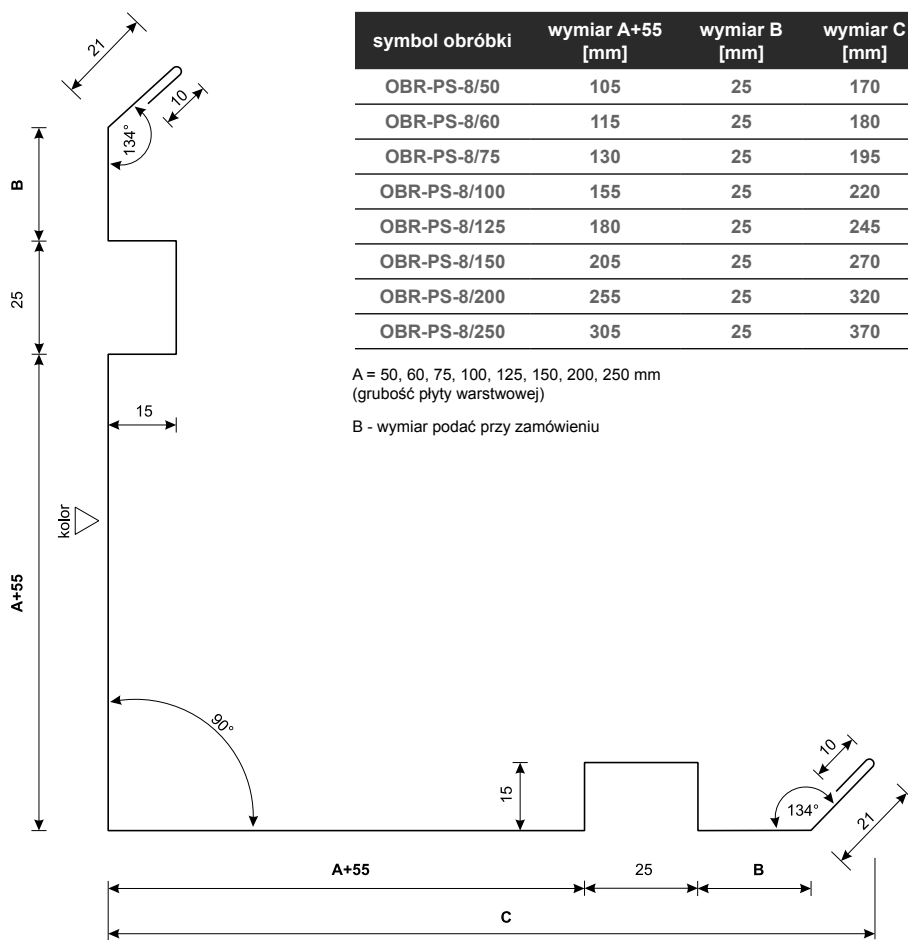 symbol obróbki wymiar A+55 [mm] wymiar B [mm] wymiar C [mm]
OBR-PS-8/50 105 25 170
OBR-PS-8/60 115 25 180
OBR-PS-8/75 130 25 195
OBR-PS-8/100 155 25 220
OBR-PS-8/125 180 25 245
OBR-PS-8/150 205 25 270
OBR-PS-8/200 255 25 320
OBR-PS-8/250 305 25 370
A = 50, 60, 75, 100, 125, 150, 200, 250 mm
(grubość płyty warstwowej)
B - wymiar podać przy zamówieniu
21
10
134°
B
25
15
kolor
A+55
90°
15
10
134°
21
A+55
25
B
C